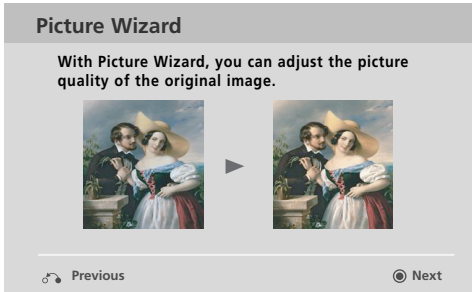 Picture Wizard
With Picture Wizard, you can adjust the picture
quality of the original image.
Previous
Next